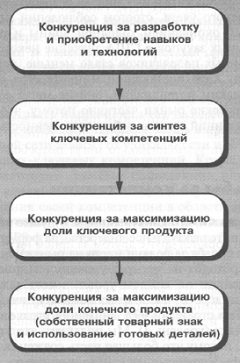 Конкуренция за разработку
и приобретение навыков
и технологий
Конкуренция за синтез
ключевых компетенций
Конкуренция за максимизацию
доли ключевого продукта
Конкуренция за максимизацию
доли конечного продукта
(собственный товарный знак
и использование готовых деталей)